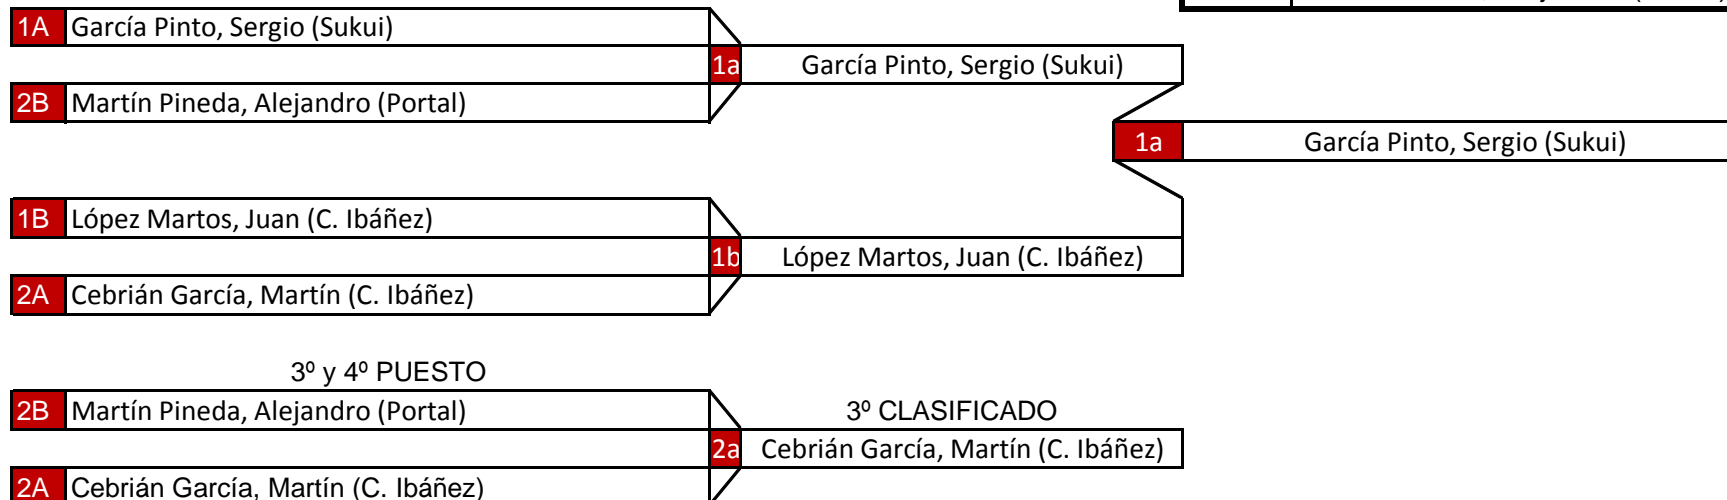 1A García Pinto, Sergio (Sukui)
1a García Pinto, Sergio (Sukui)
2B Martín Pineda, Alejandro (Portal)
1a García Pinto, Sergio (Sukui)
1B López Martos, Juan (C. Ibáñez)
1b López Martos, Juan (C. Ibáñez)
2A Cebrián García, Martín (C. Ibáñez)
3º y 4º PUESTO
2B Martín Pineda, Alejandro (Portal) 3º CLASIFICADO
2a Cebrián García, Martín (C. Ibáñez)
2A Cebrián García, Martín (C. Ibáñez)